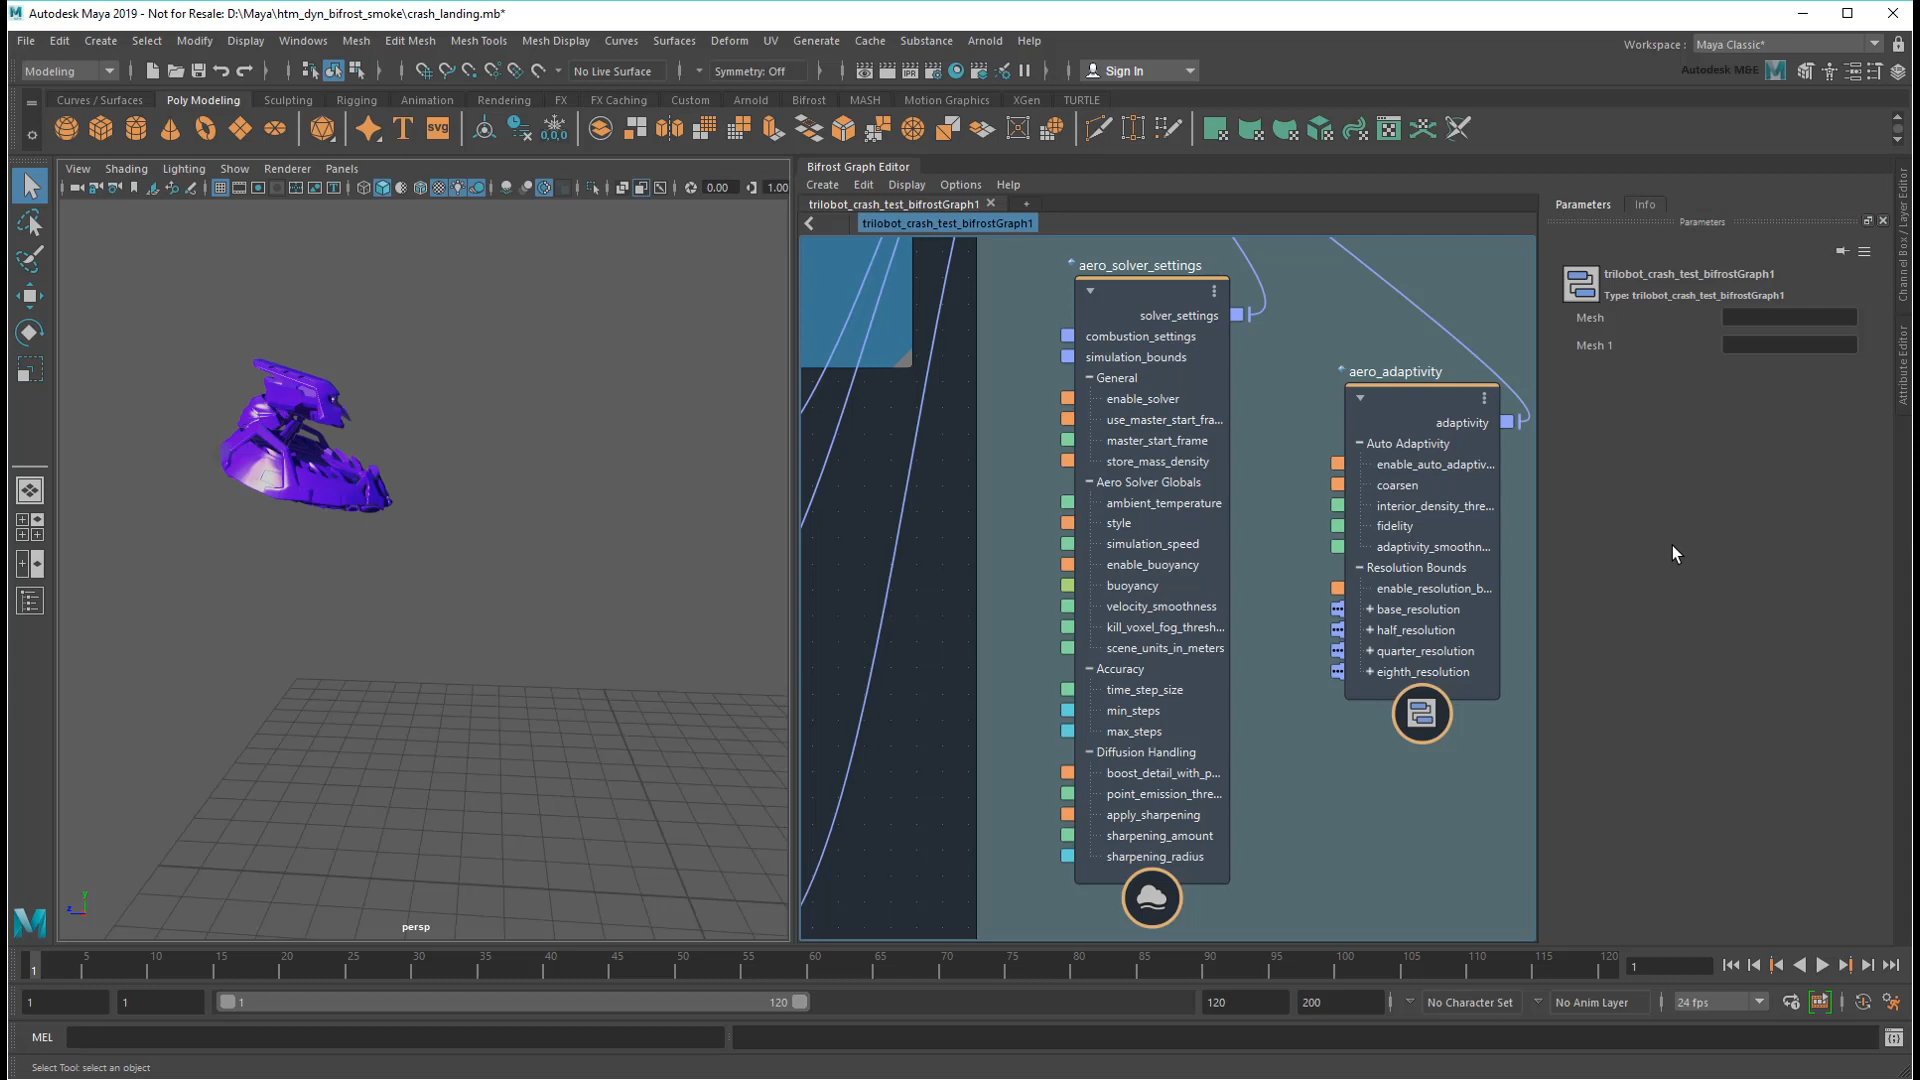 Autodesk Maya 2019 - Not for Resale: D:\Maya\htm_dyn_bifrost_smoke\crash_landing.mb*
File Edit Create Select Modify Display Windows Mesh Edit Mesh Mesh Tools Mesh Display Curves Surfaces Deform UV Generate Cache Substance Arnold Help
Workspace : Maya Classic*
Modeling No Live Surface Symmetry: Off IPR Sign In Autodesk M&E
Curves / Surfaces Poly Modeling Sculpting Rigging Animation Rendering FX FX Caching Custom Arnold Bifrost MASH Motion Graphics XGen TURTLE
T SVG 0,0,0
View Shading Lighting Show Renderer Panels
0.00 1.00
persp
Bifrost Graph Editor
Create Edit Display Options Help
trilobot_crash_test_bifrostGraph1
trilobot_crash_test_bifrostGraph1
aero_solver_settings
solver_settings
combustion_settings
simulation_bounds
General
enable_solver
use_master_start_fra...
master_start_frame
store_mass_density
Aero Solver Globals
ambient_temperature
style
simulation_speed
enable_buoyancy
buoyancy
velocity_smoothness
kill_voxel_fog_thresh...
scene_units_in_meters
Accuracy
time_step_size
min_steps
max_steps
Diffusion Handling
boost_detail_with_p...
point_emission_thre...
apply_sharpening
sharpening_amount
sharpening_radius
aero_adaptivity
adaptivity
Auto Adaptivity
enable_auto_adaptiv...
coarsen
interior_density_thre...
fidelity
adaptivity_smoothn...
Resolution Bounds
enable_resolution_b...
base_resolution
half_resolution
quarter_resolution
eighth_resolution
Parameters Info
Parameters
trilobot_crash_test_bifrostGraph1
Type: trilobot_crash_test_bifrostGraph1
Mesh
Mesh 1
Channel Box / Layer Editor
Attribute Editor
1 5 10 15 20 25 30 35 40 45 50 55 60 65 70 75 80 85 90 95 100 105 110 115 120 1
1 1 1 120 120 200 No Character Set No Anim Layer 24 fps
MEL
Select Tool: select an object